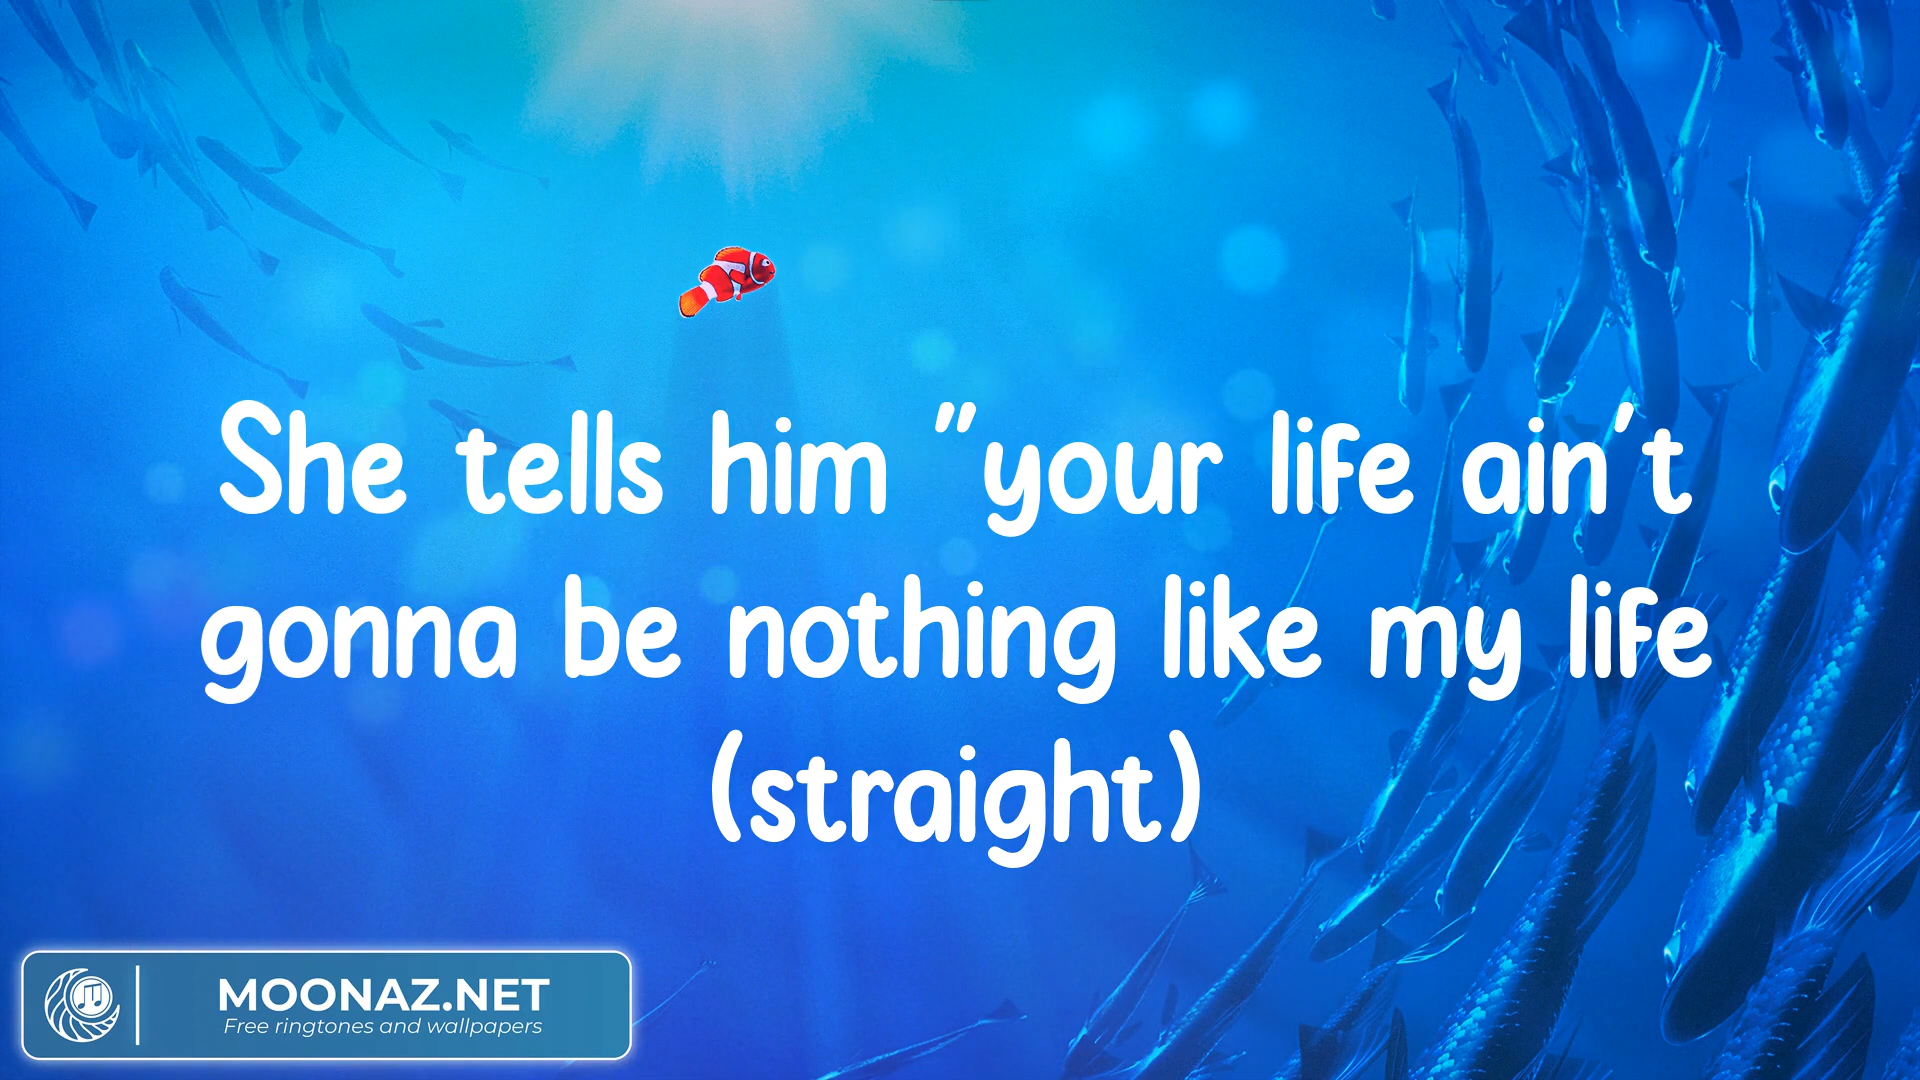 She tells him "your life ain't
gonna be nothing like my life
(straight)
MOONAZ.NET
Free ringtones and wallpapers